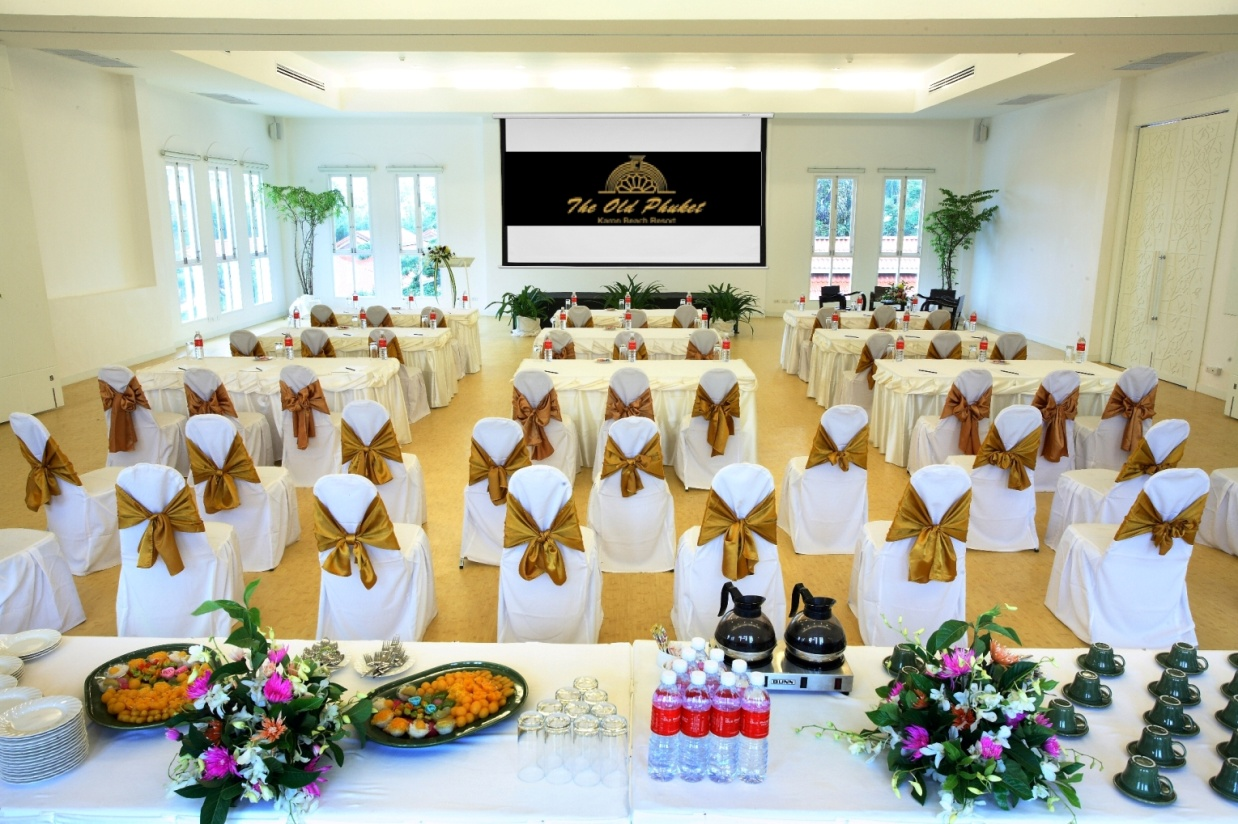 The Old Phuket
Karon Beach Resort
BUNN